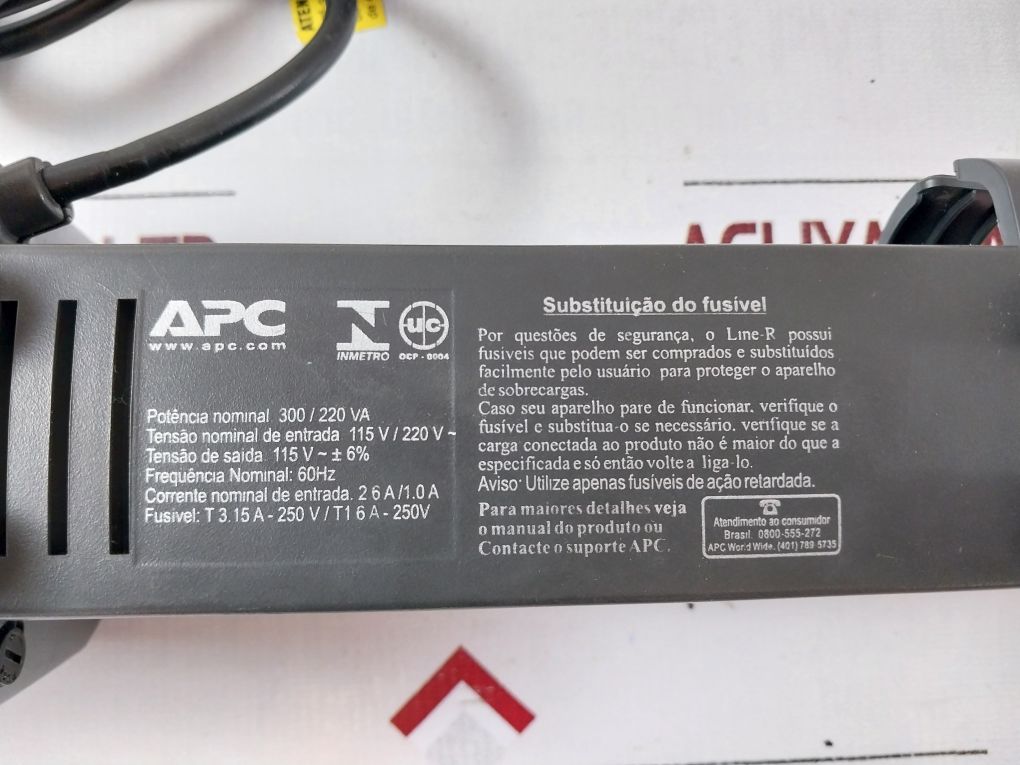 ATEN
APC
www.apc.com
INMETRO
UC
OCP - 0004
Potência nominal 300 / 220 VA
Tensão nominal de entrada 115 V / 220 V ~
Tensão de saída 115 V ~ ± 6%
Frequência Nominal: 60Hz
Corrente nominal de entrada. 2 6 A /1.0 A
Fusível: T 3.15 A - 250 V / T1 6 A - 250V
Substituição do fusível
Por questões de segurança, o Line-R possui
fusíveis que podem ser comprados e substituídos
facilmente pelo usuário para proteger o aparelho
de sobrecargas.
Caso seu aparelho pare de funcionar, verifique o
fusível e substitua-o se necessário, verifique se a
carga conectada ao produto não é maior do que a
especificada e só então volte a liga-lo.
Aviso: Utilize apenas fusíveis de ação retardada.
Para maiores detalhes veja
o manual do produto ou
Contacte o suporte APC.
Atendimento ao consumidor
Brasil. 0800-555-272
APC World Wide. (401) 789-5735